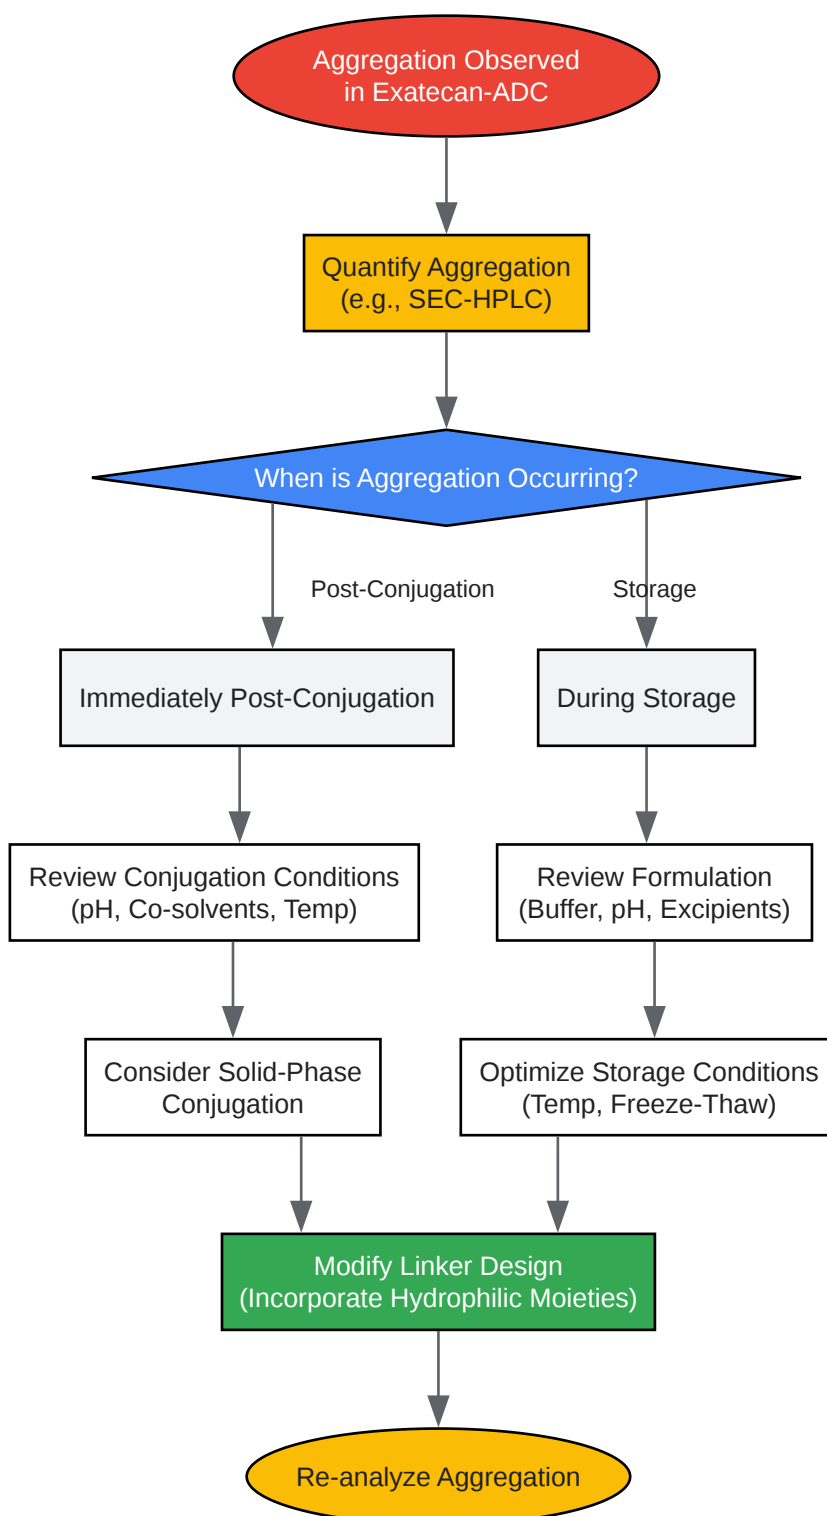 Aggregation Observed
in Exatecan-ADC
Quantify Aggregation
(e.g., SEC-HPLC)
When is Aggregation Occurring?
Post-Conjugation
Storage
Immediately Post-Conjugation
During Storage
Review Conjugation Conditions
(pH, Co-solvents, Temp)
Review Formulation
(Buffer, pH, Excipients)
Consider Solid-Phase
Conjugation
Optimize Storage Conditions
(Temp, Freeze-Thaw)
Modify Linker Design
(Incorporate Hydrophilic Moieties)
Re-analyze Aggregation